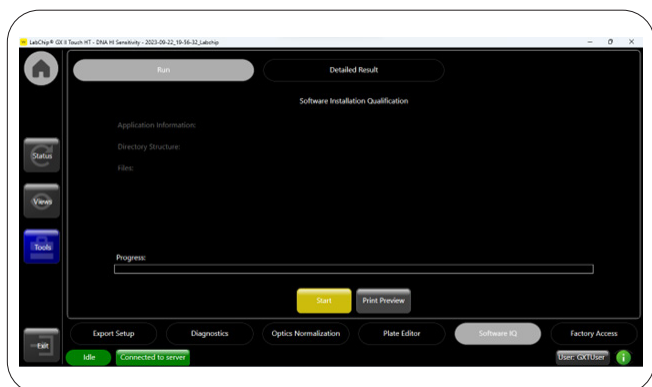 LabChip® GX II Touch HT - DNA HI Sensitivity - 2023-09-22_19-56-32_Labchip
Run Detailed Result
Software Installation Qualification
Application Information:
Directory Structure:
Files:
Status
Views
Tools
Progress:
Start Print Preview
Export Setup Diagnostics Optics Normalization Plate Editor Software IQ Factory Access
Exit
Idle Connected to server User: GXTUser